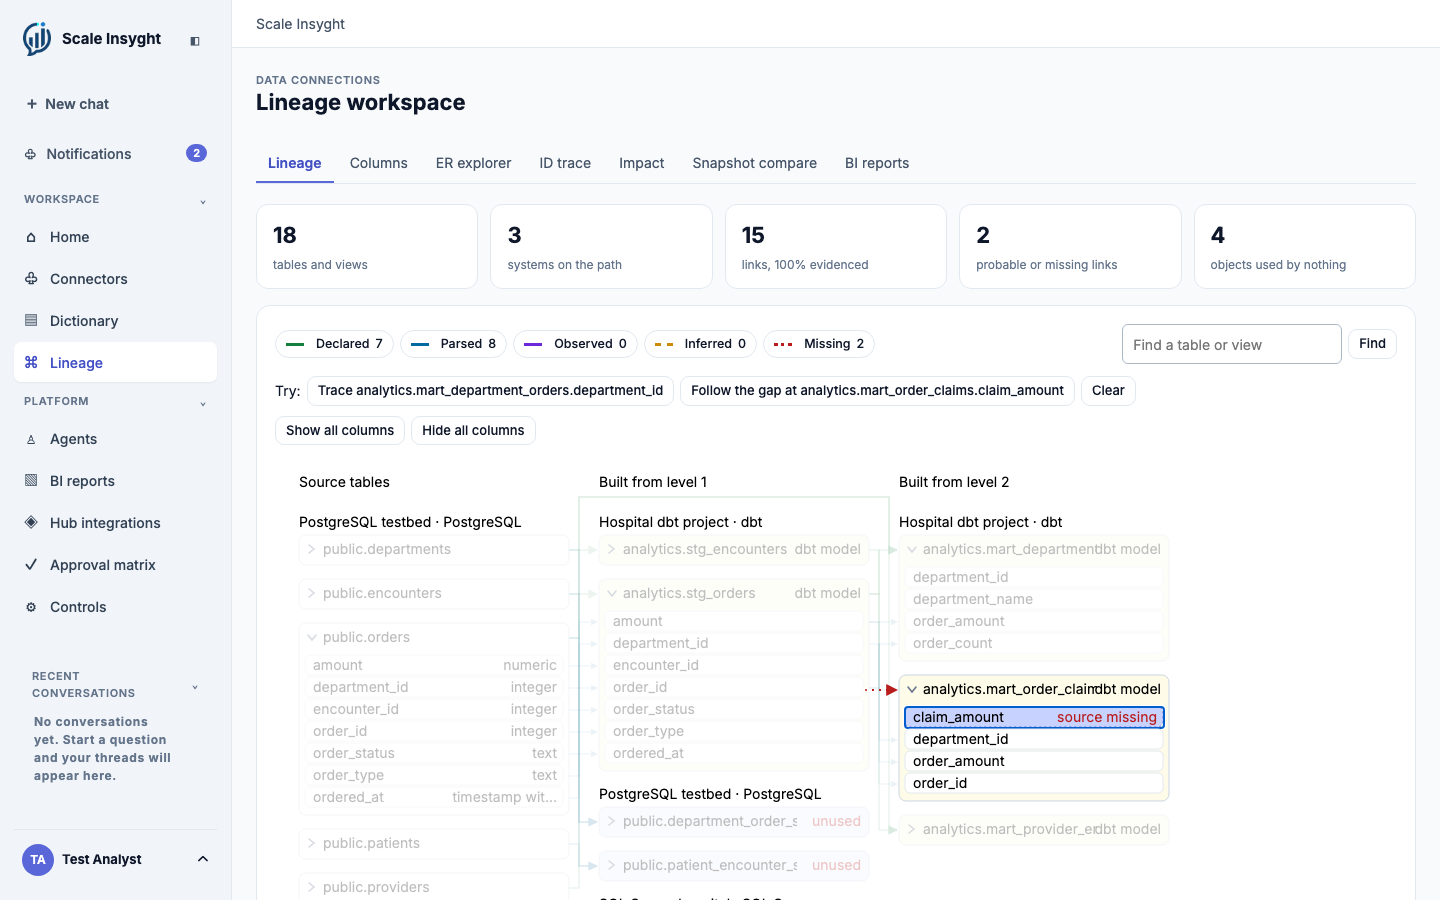 Scale Insyght
Scale Insyght
+ New chat
Notifications 2
WORKSPACE
Home
Connectors
Dictionary
Lineage
PLATFORM
Agents
BI reports
Hub integrations
Approval matrix
Controls
RECENT
CONVERSATIONS
No conversations
yet. Start a question
and your threads will
appear here.
TA Test Analyst
DATA CONNECTIONS
Lineage workspace
Lineage Columns ER explorer ID trace Impact Snapshot compare BI reports
18
tables and views
3
systems on the path
15
links, 100% evidenced
2
probable or missing links
4
objects used by nothing
Declared 7 Parsed 8 Observed 0 Inferred 0 Missing 2
Find a table or view Find
Try: Trace analytics.mart_department_orders.department_id Follow the gap at analytics.mart_order_claims.claim_amount Clear
Show all columns Hide all columns
Source tables
PostgreSQL testbed · PostgreSQL
public.departments
public.encounters
public.orders
amount numeric
department_id integer
encounter_id integer
order_id integer
order_status text
order_type text
ordered_at timestamp wit...
public.patients
public.providers
Built from level 1
Hospital dbt project · dbt
analytics.stg_encounters dbt model
analytics.stg_orders dbt model
amount
department_id
encounter_id
order_id
order_status
order_type
ordered_at
PostgreSQL testbed · PostgreSQL
public.department_order_s unused
public.patient_encounter_s unused
Built from level 2
Hospital dbt project · dbt
analytics.mart_department dbt model
department_id
department_name
order_amount
order_count
analytics.mart_order_claim dbt model
claim_amount source missing
department_id
order_amount
order_id
analytics.mart_provider_en dbt model